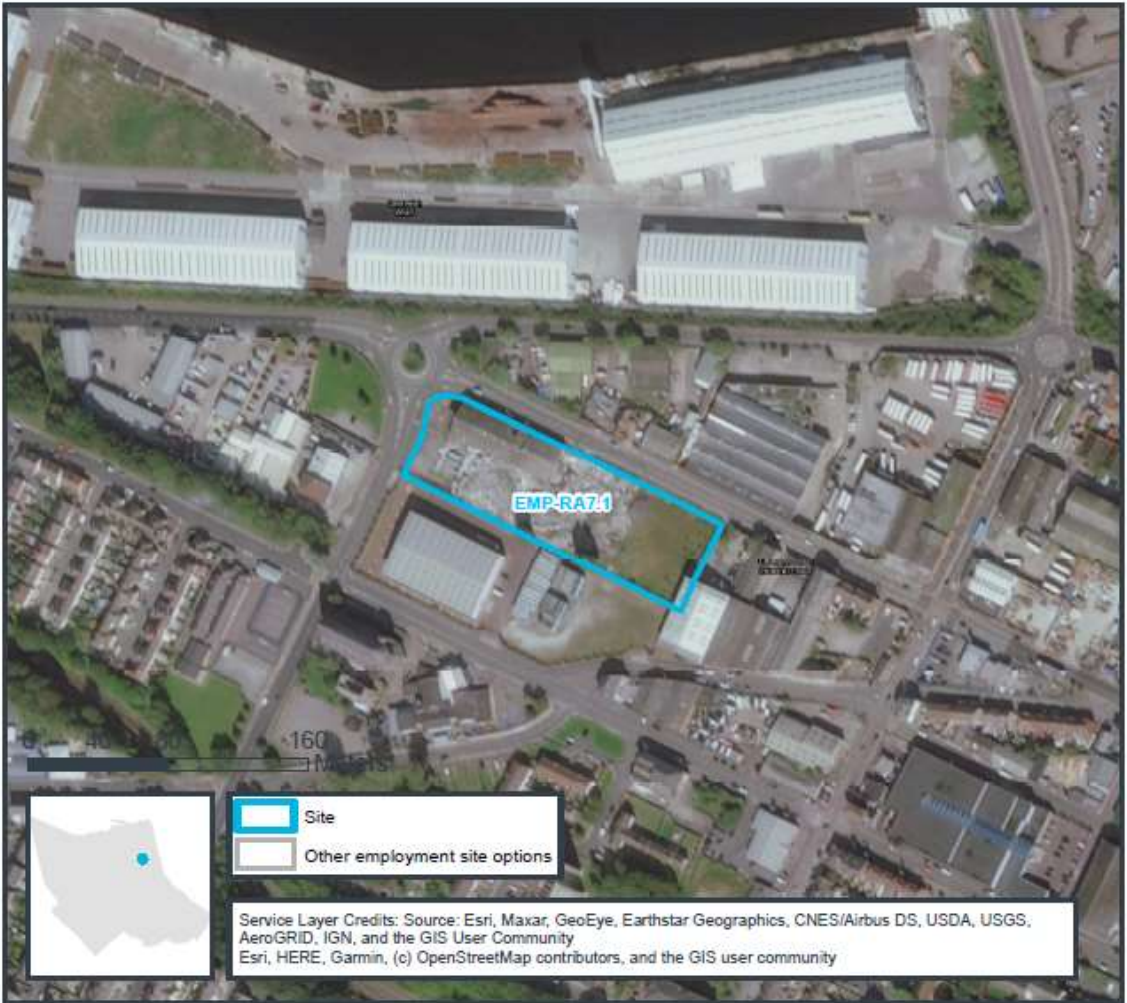 EMP-RA7.1
160
Meters
Site
Other employment site options
Service Layer Credits: Source: Esri, Maxar, GeoEye, Earthstar Geographics, CNES/Airbus DS, USDA, USGS,
AeroGRID, IGN, and the GIS User Community
Esri, HERE, Garmin, (c) OpenStreetMap contributors, and the GIS user community